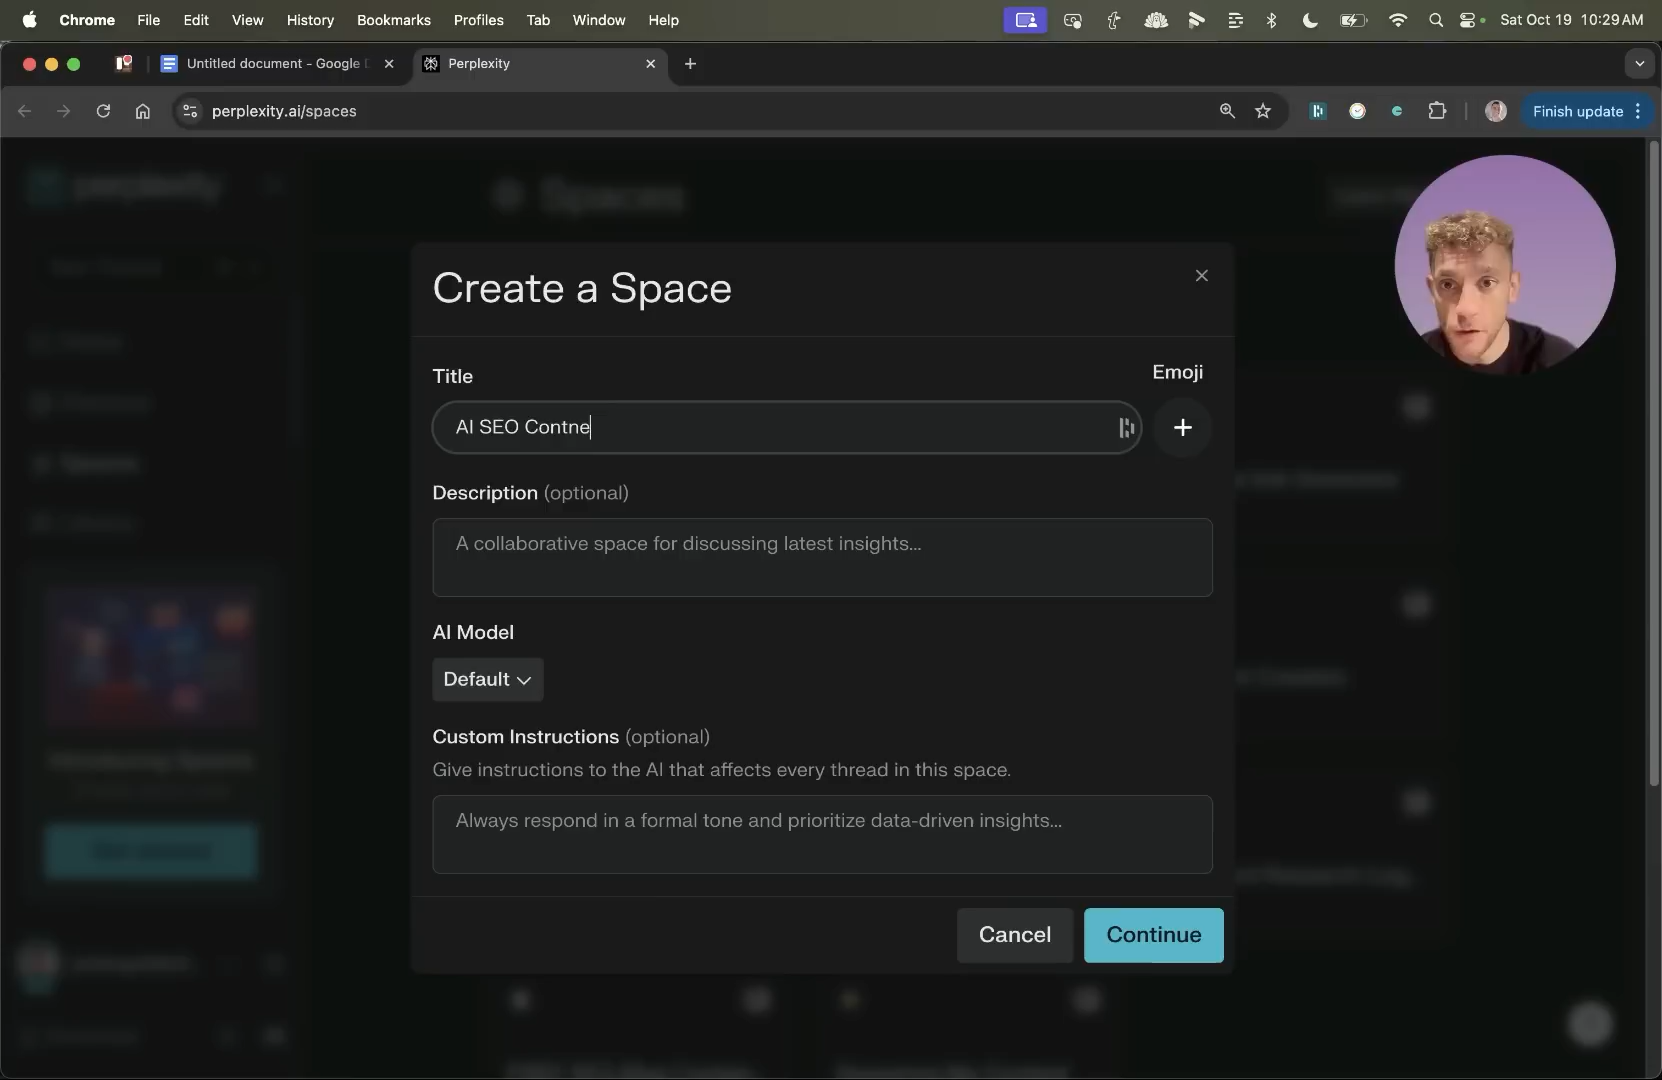 Chrome File Edit View History Bookmarks Profiles Tab Window Help Sat Oct 19 10:29 AM
Untitled document - Google D
Perplexity
perplexity.ai/spaces
Finish update
perplexity
Spaces
Create a Space
Title
Emoji
AI SEO Contne
Description (optional)
A collaborative space for discussing latest insights...
AI Model
Default
Custom Instructions (optional)
Give instructions to the AI that affects every thread in this space.
Always respond in a formal tone and prioritize data-driven insights...
Cancel
Continue